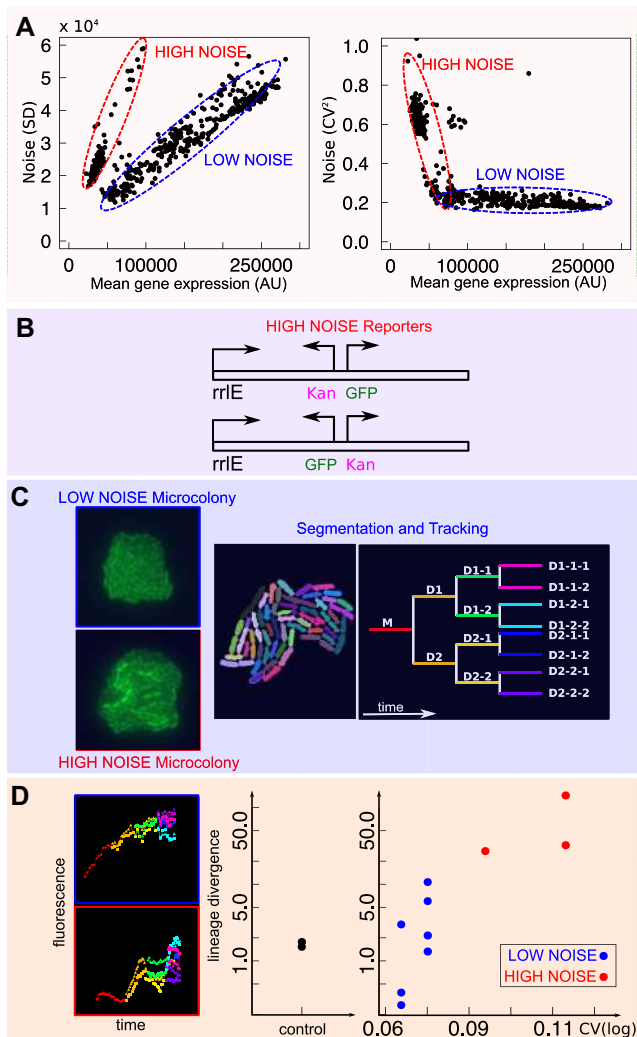 A
x 10⁴
HIGH NOISE
LOW NOISE
Noise (SD)
6
5
4
3
2
1
0
0 100000 250000
Mean gene expression (AU)
HIGH NOISE
LOW NOISE
Noise (CV²)
1.0
0.8
0.6
0.4
0.2
0.0
0 100000 250000
Mean gene expression (AU)
B
HIGH NOISE Reporters
rrlE Kan GFP
rrlE GFP Kan
C
LOW NOISE Microcolony
HIGH NOISE Microcolony
Segmentation and Tracking
M
D1
D2
D1-1
D1-2
D2-1
D2-2
D1-1-1
D1-1-2
D1-2-1
D1-2-2
D2-1-1
D2-1-2
D2-2-1
D2-2-2
time
D
fluorescence
time
lineage divergence
50.0
5.0
1.0
control
50.0
5.0
1.0
LOW NOISE
HIGH NOISE
0.06 0.09 0.11 CV(log)